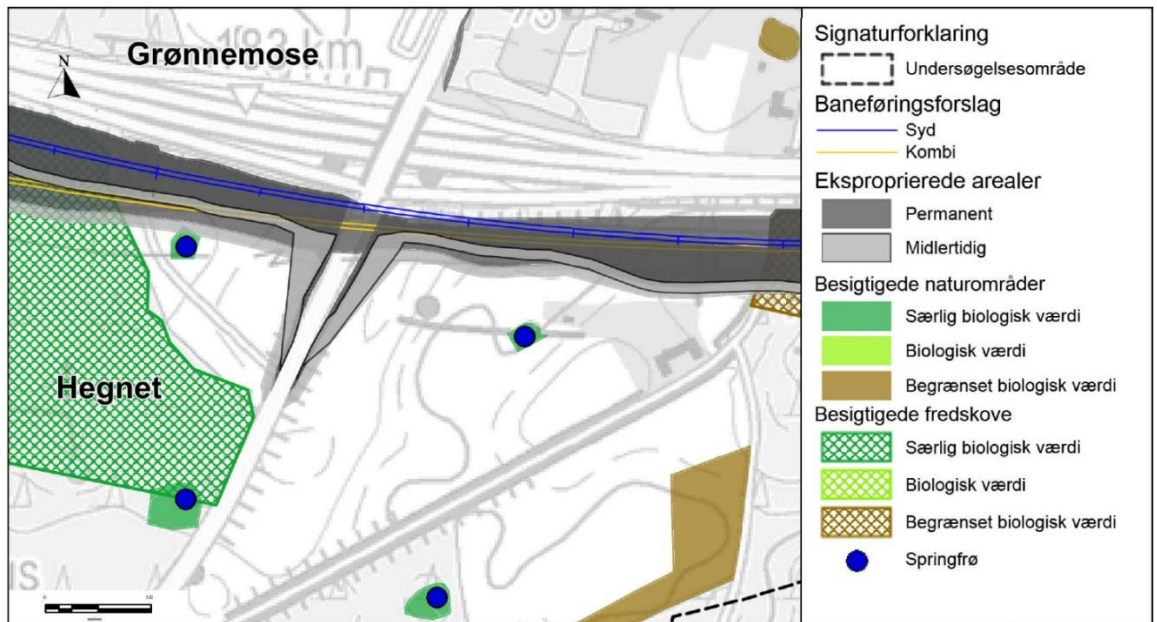 Grønnemose
N
Hegnet
Signaturforklaring
Undersøgelsesområde
Baneføringsforslag
Syd
Kombi
Eksproprierede arealer
Permanent
Midlertidig
Besigtigede naturområder
Særlig biologisk værdi
Biologisk værdi
Begrænset biologisk værdi
Besigtigede fredskove
Særlig biologisk værdi
Biologisk værdi
Begrænset biologisk værdi
Springfrø